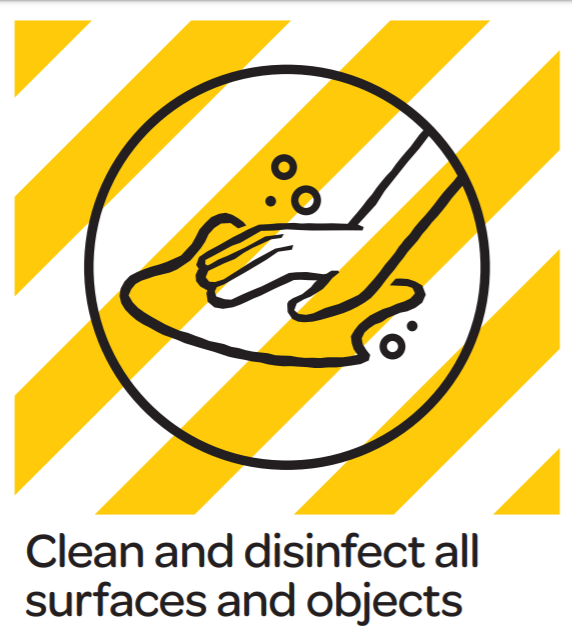 Clean and disinfect all
surfaces and objects